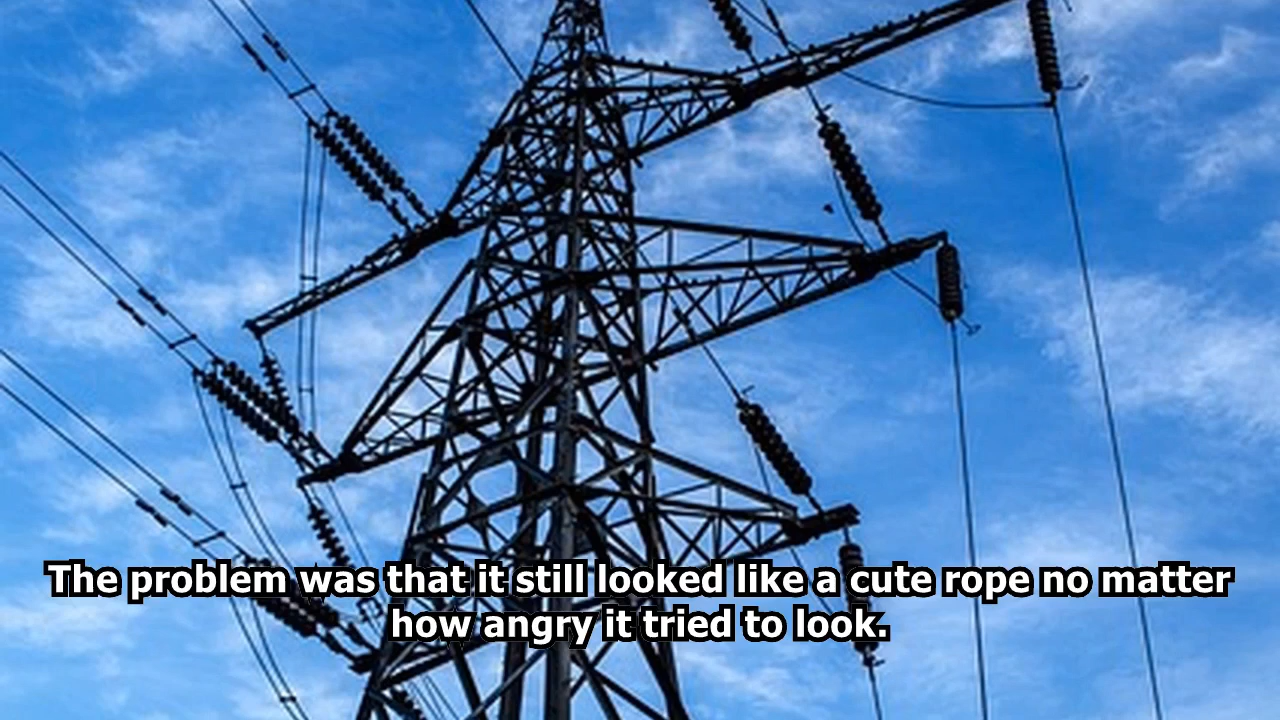 The problem was that it still looked like a cute rope no matter
how angry it tried to look.